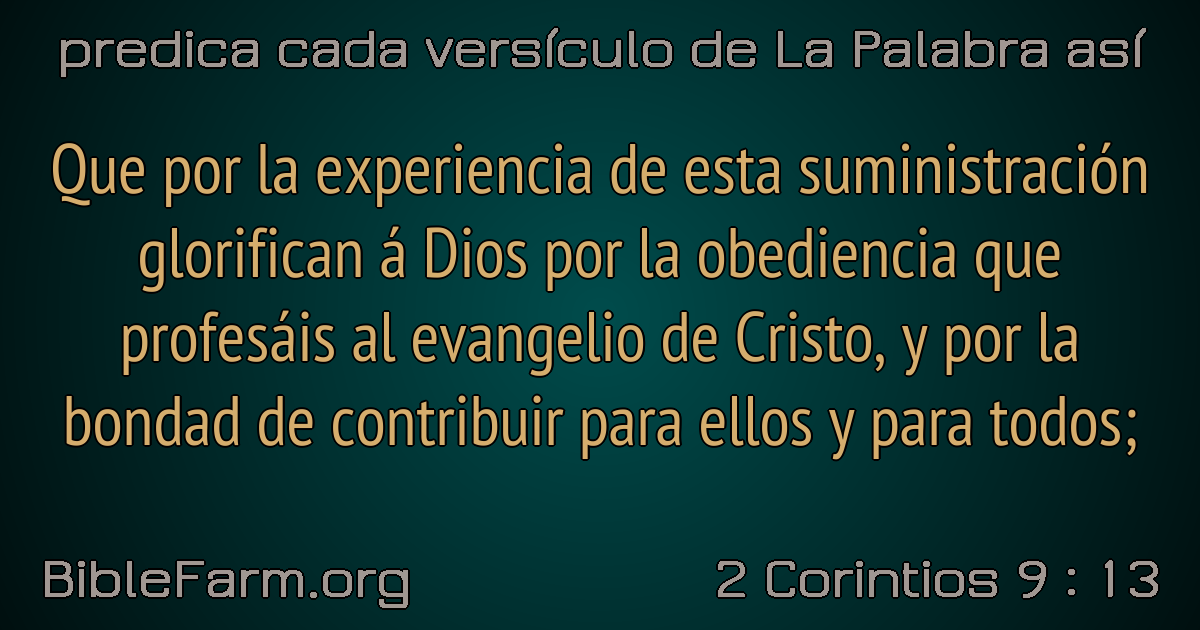 predica cada versículo de La Palabra así
Que por la experiencia de esta suministración
glorifican á Dios por la obediencia que
profesáis al evangelio de Cristo, y por la
bondad de contribuir para ellos y para todos;
BibleFarm.org
2 Corintios 9 : 13